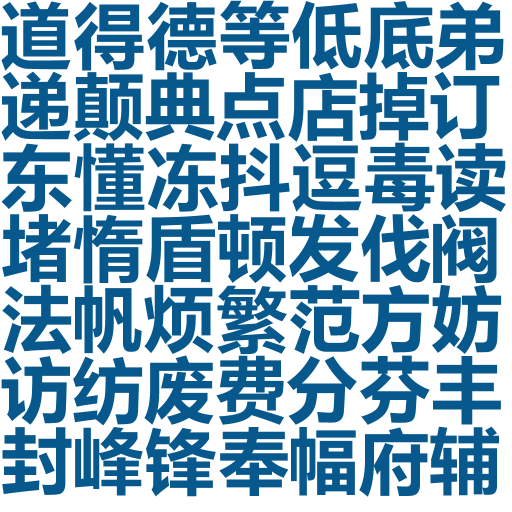 道得德等低底弟
递颠典点店掉订
东懂冻抖逗毒读
堵惰盾顿发伐阀
法帆烦繁范方妨
访纺废费分芬丰
封峰锋奉幅府辅